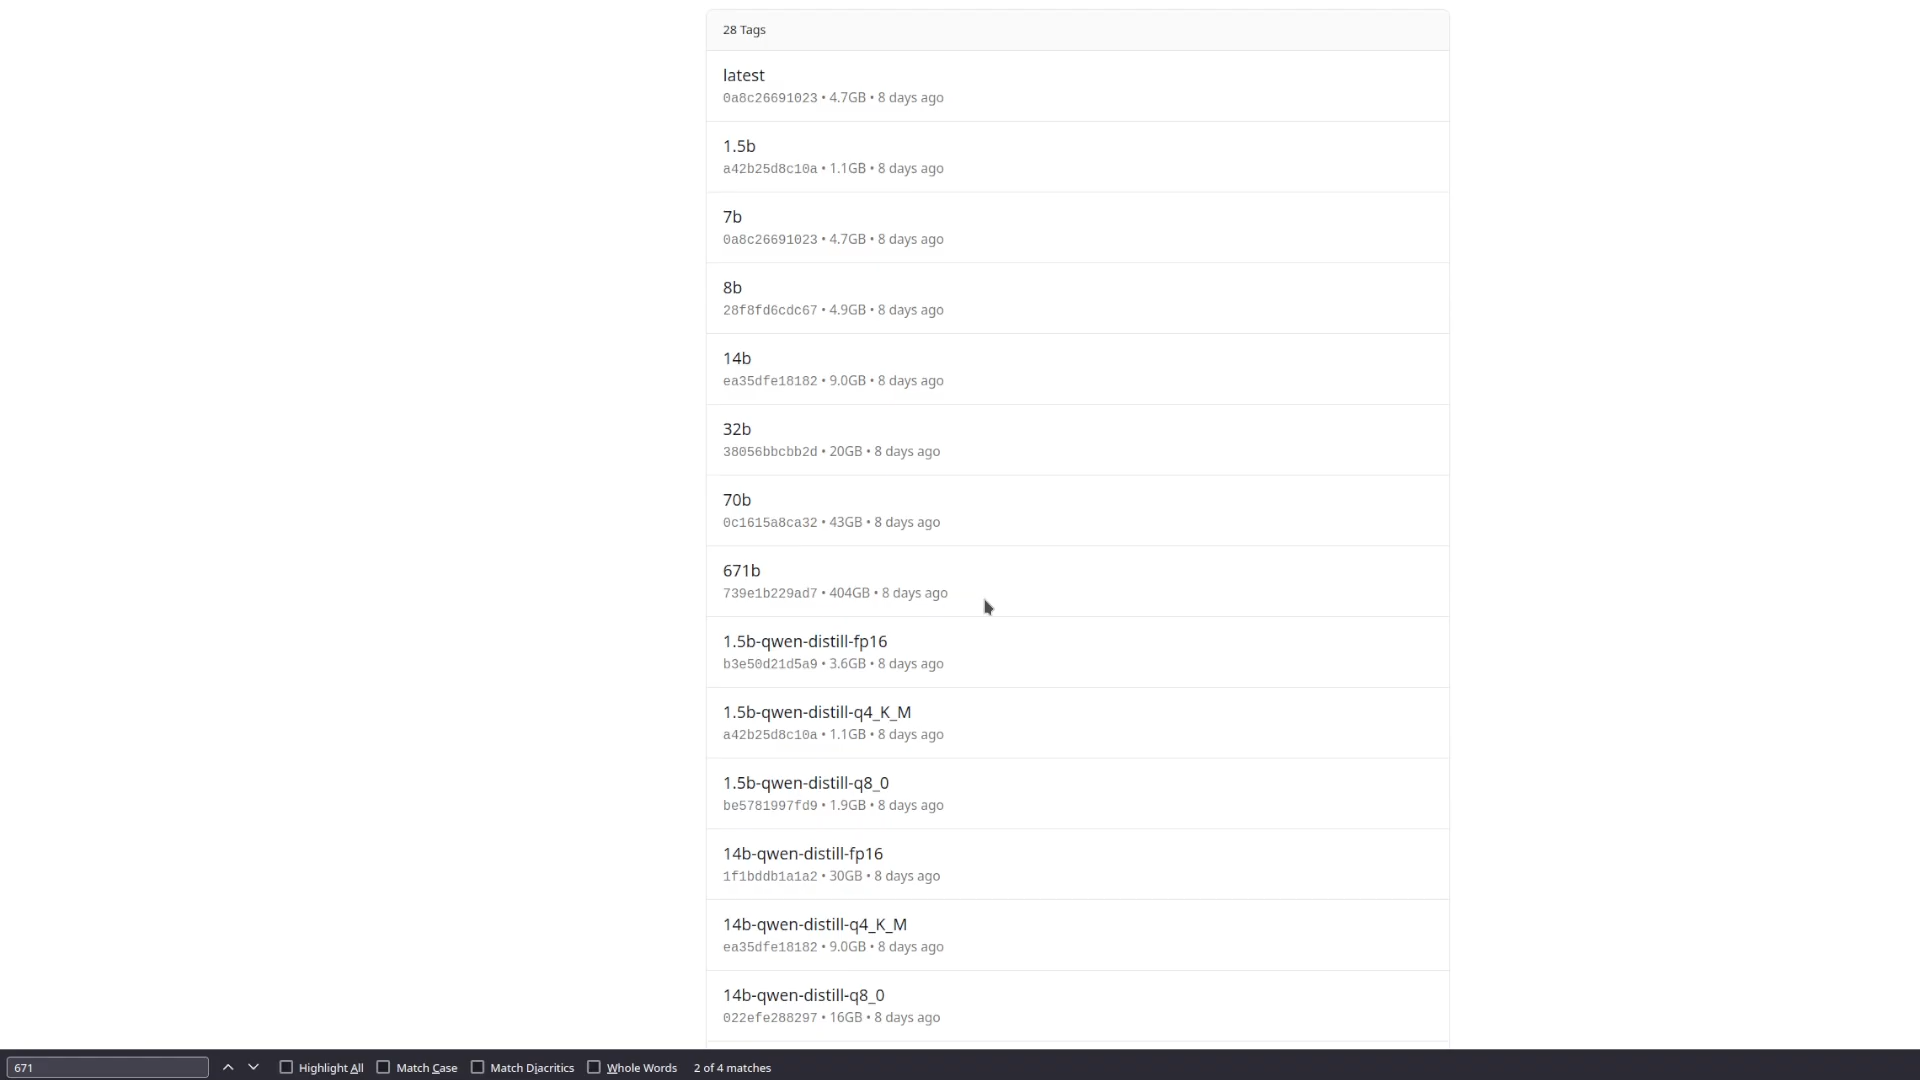 28 Tags
latest
0a8c26691023 • 4.7GB • 8 days ago
1.5b
a42b25d8c10a • 1.1GB • 8 days ago
7b
0a8c26691023 • 4.7GB • 8 days ago
8b
28f8fd6cdc67 • 4.9GB • 8 days ago
14b
ea35dfe18182 • 9.0GB • 8 days ago
32b
38056bbcbb2d • 20GB • 8 days ago
70b
0c1615a8ca32 • 43GB • 8 days ago
671b
739e1b229ad7 • 404GB • 8 days ago
1.5b-qwen-distill-fp16
b3e50d21d5a9 • 3.6GB • 8 days ago
1.5b-qwen-distill-q4_K_M
a42b25d8c10a • 1.1GB • 8 days ago
1.5b-qwen-distill-q8_0
be5781997fd9 • 1.9GB • 8 days ago
14b-qwen-distill-fp16
1f1bddb1a1a2 • 30GB • 8 days ago
14b-qwen-distill-q4_K_M
ea35dfe18182 • 9.0GB • 8 days ago
14b-qwen-distill-q8_0
022efe288297 • 16GB • 8 days ago
671 Highlight All Match Case Match Diacritics Whole Words 2 of 4 matches